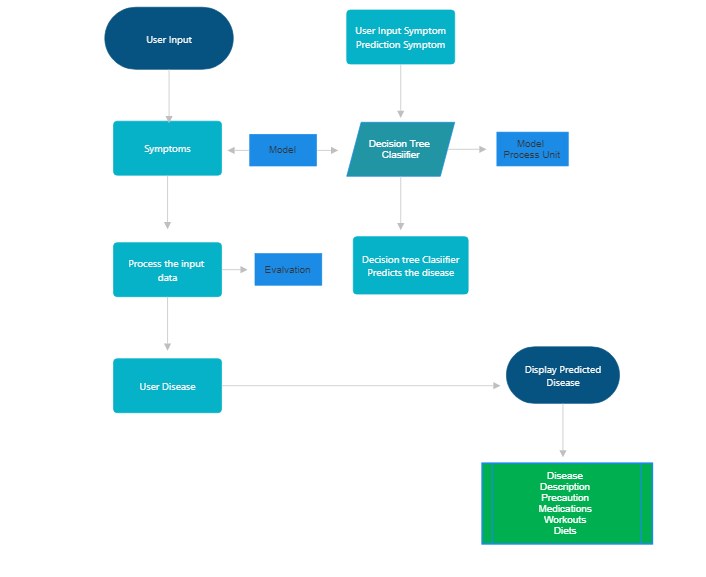 User Input
User Input Symptom
Prediction Symptom
Symptoms
Model
Decision Tree
Clasiifier
Model
Process Unit
Process the input
data
Evalvation
Decision tree Clasiifier
Predicts the disease
User Disease
Display Predicted
Disease
Disease
Description
Precaution
Medications
Workouts
Diets